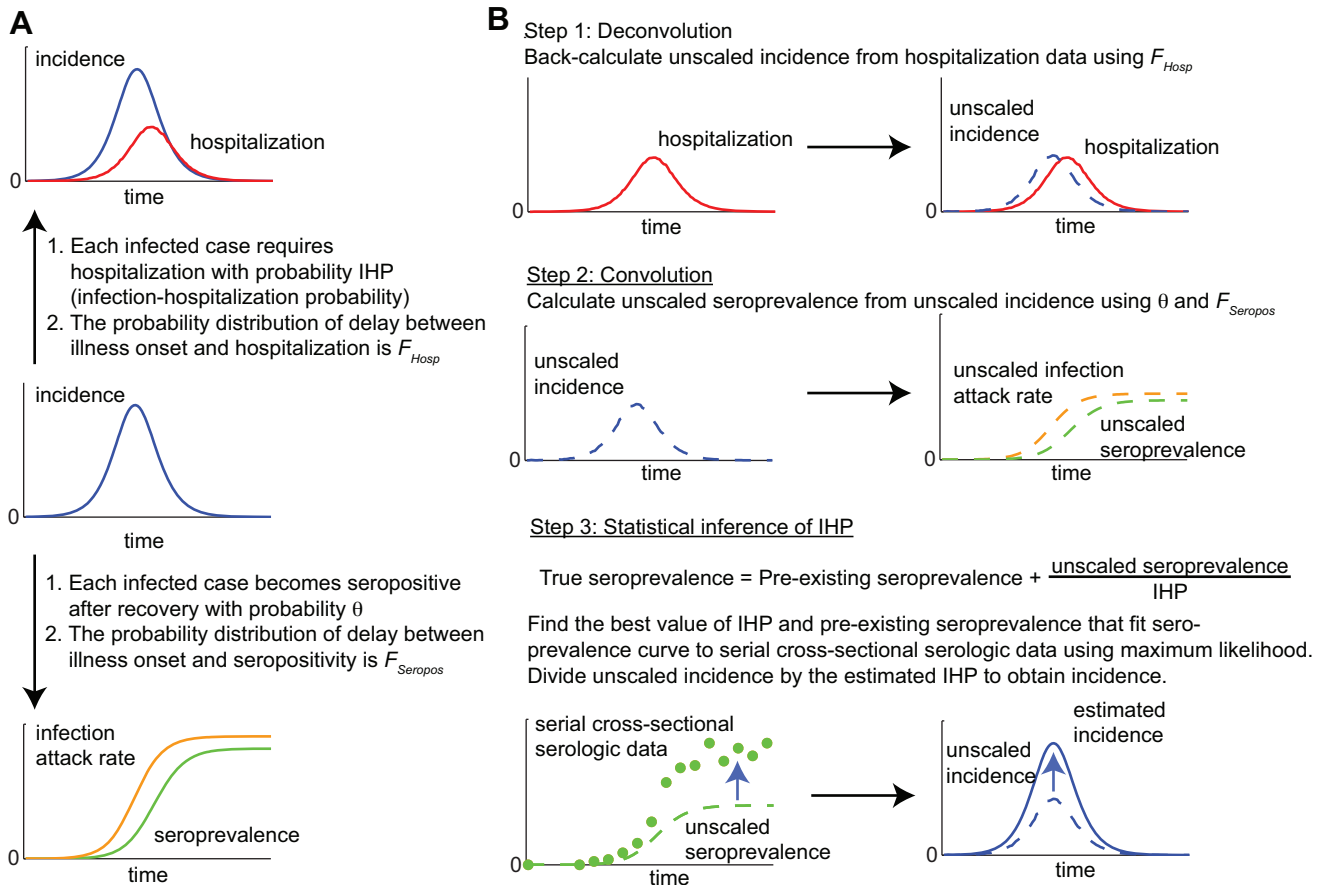 A
incidence
hospitalization
0
time
1. Each infected case requires
hospitalization with probability IHP
(infection-hospitalization probability)
2. The probability distribution of delay between
illness onset and hospitalization is F_Hosp
incidence
0
time
1. Each infected case becomes seropositive
after recovery with probability θ
2. The probability distribution of delay between
illness onset and seropositivity is F_Seropos
infection
attack rate
seroprevalence
0
time
B
Step 1: Deconvolution
Back-calculate unscaled incidence from hospitalization data using F_Hosp
hospitalization
0
time
unscaled
incidence
hospitalization
0
time
Step 2: Convolution
Calculate unscaled seroprevalence from unscaled incidence using θ and F_Seropos
unscaled
incidence
0
time
unscaled infection
attack rate
unscaled
seroprevalence
0
time
Step 3: Statistical inference of IHP
True seroprevalence = Pre-existing seroprevalence + unscaled seroprevalence
IHP
Find the best value of IHP and pre-existing seroprevalence that fit sero-
prevalence curve to serial cross-sectional serologic data using maximum likelihood.
Divide unscaled incidence by the estimated IHP to obtain incidence.
serial cross-sectional
serologic data
unscaled
seroprevalence
0
time
estimated
incidence
unscaled
incidence
0
time